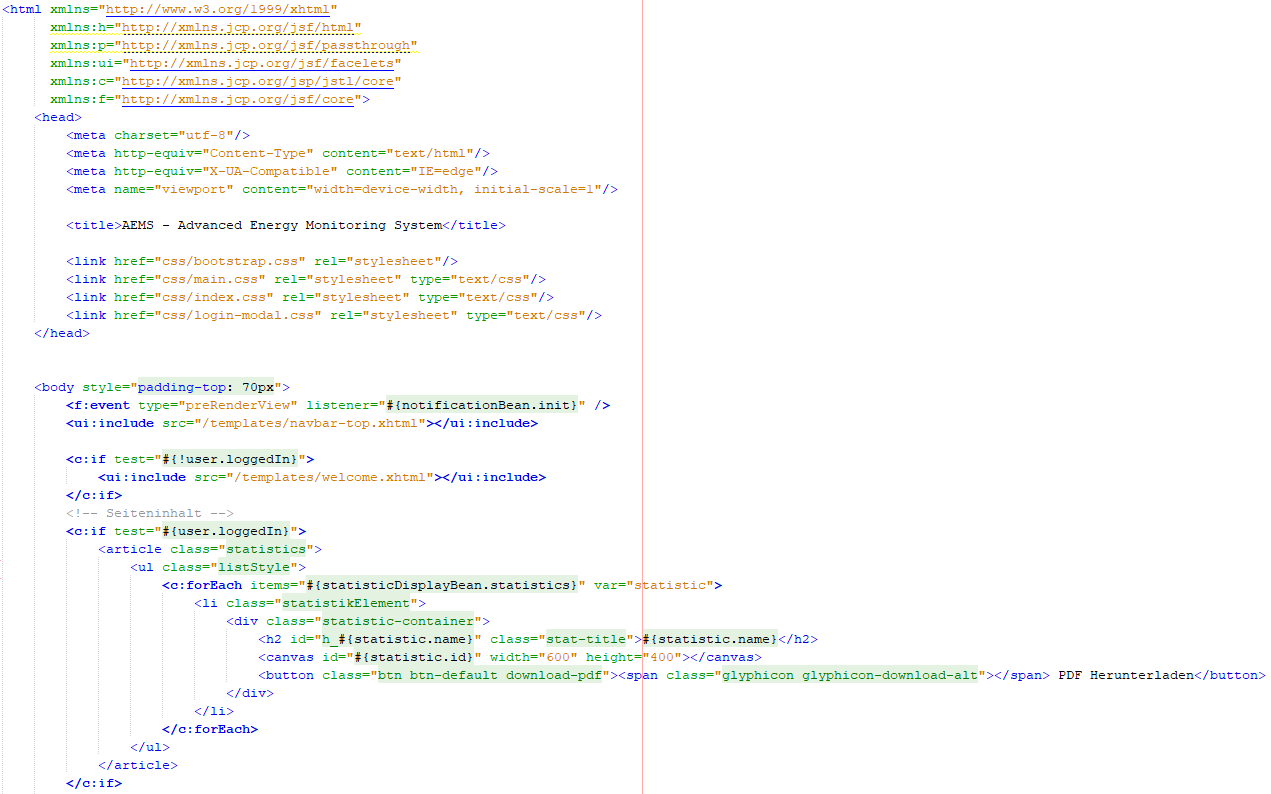 <html xmlns="http://www.w3.org/1999/xhtml"
      xmlns:h="http://xmlns.jcp.org/jsf/html"
      xmlns:p="http://xmlns.jcp.org/jsf/passthrough"
      xmlns:ui="http://xmlns.jcp.org/jsf/facelets"
      xmlns:c="http://xmlns.jcp.org/jsp/jstl/core"
      xmlns:f="http://xmlns.jcp.org/jsf/core">
    <head>
        <meta charset="utf-8"/>
        <meta http-equiv="Content-Type" content="text/html"/>
        <meta http-equiv="X-UA-Compatible" content="IE=edge"/>
        <meta name="viewport" content="width=device-width, initial-scale=1"/>

        <title>AEMS - Advanced Energy Monitoring System</title>

        <link href="css/bootstrap.css" rel="stylesheet"/>
        <link href="css/main.css" rel="stylesheet" type="text/css"/>
        <link href="css/index.css" rel="stylesheet" type="text/css"/>
        <link href="css/login-modal.css" rel="stylesheet" type="text/css"/>
    </head>


    <body style="padding-top: 70px">
        <f:event type="preRenderView" listener="#{notificationBean.init}" />
        <ui:include src="/templates/navbar-top.xhtml"></ui:include>

        <c:if test="#{!user.loggedIn}">
            <ui:include src="/templates/welcome.xhtml"></ui:include>
        </c:if>
        <!-- Seiteninhalt -->
        <c:if test="#{user.loggedIn}">
            <article class="statistics">
                <ul class="listStyle">
                    <c:forEach items="#{statisticDisplayBean.statistics}" var="statistic">
                        <li class="statistikElement">
                            <div class="statistic-container">
                                <h2 id="h_#{statistic.name}" class="stat-title">#{statistic.name}</h2>
                                <canvas id="#{statistic.id}" width="600" height="400"></canvas>
                                <button class="btn btn-default download-pdf"><span class="glyphicon glyphicon-download-alt"></span> PDF Herunterladen</button>
                            </div>
                        </li>
                    </c:forEach>
                </ul>
            </article>
        </c:if>